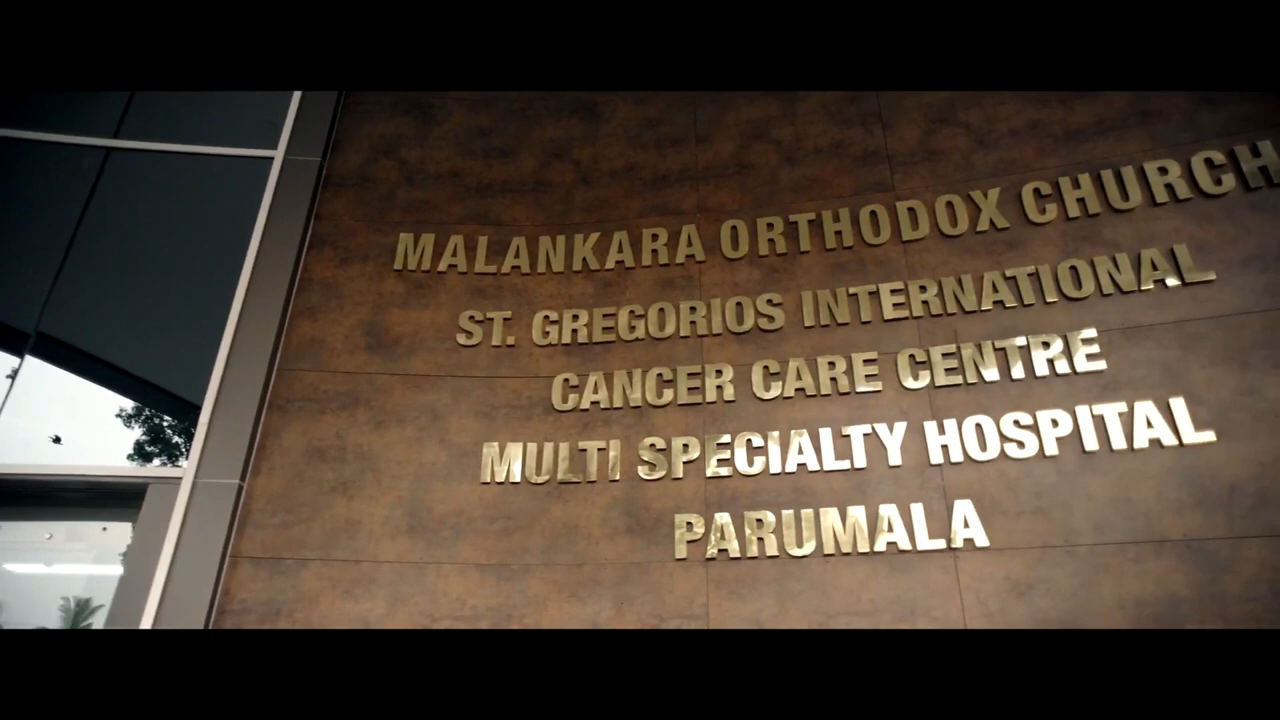 MALANKARA ORTHODOX CHURCH
ST. GREGORIOS INTERNATIONAL
CANCER CARE CENTRE
MULTI SPECIALTY HOSPITAL
PARUMALA